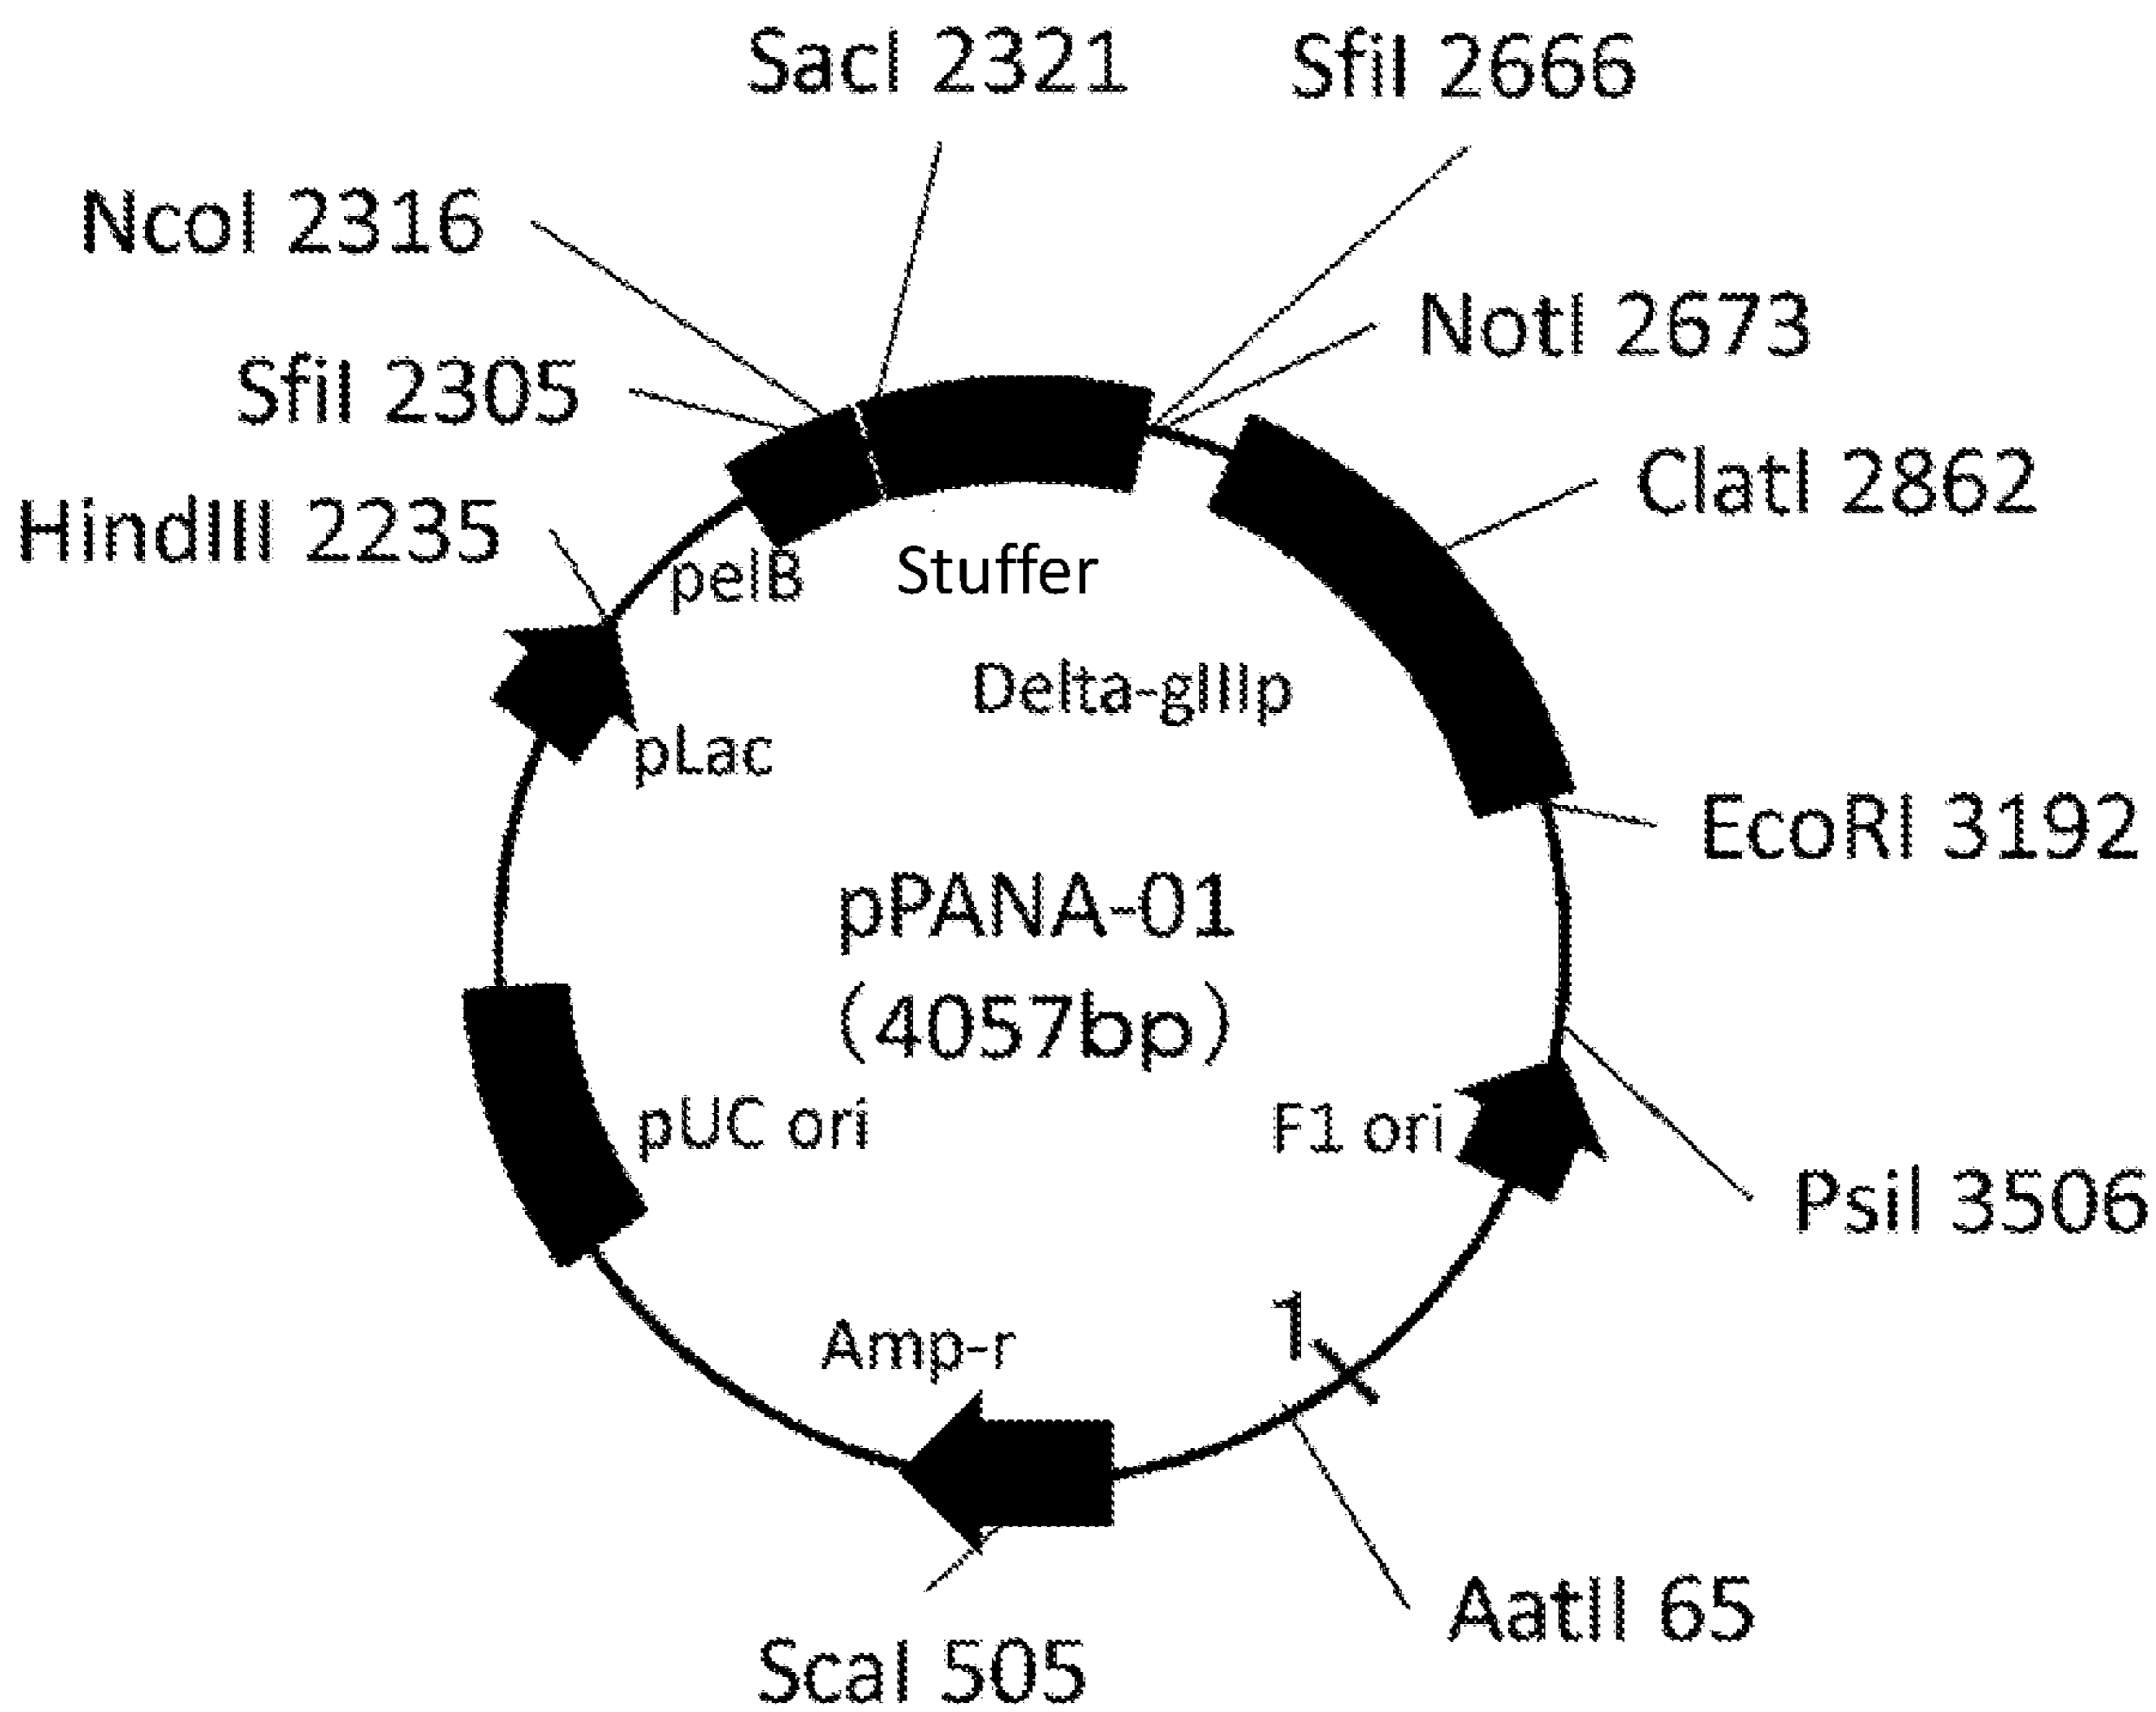 SacI 2321
SfiI 2666
NcoI 2316
NotI 2673
SfiI 2305
ClatI 2862
HindIII 2235
pelB
Stuffer
Delta-gIIIp
pLac
EcoRI 3192
pPANA-01
(4057bp)
pUC ori
F1 ori
PsiI 3506
1
Amp-r
AatII 65
ScaI 505